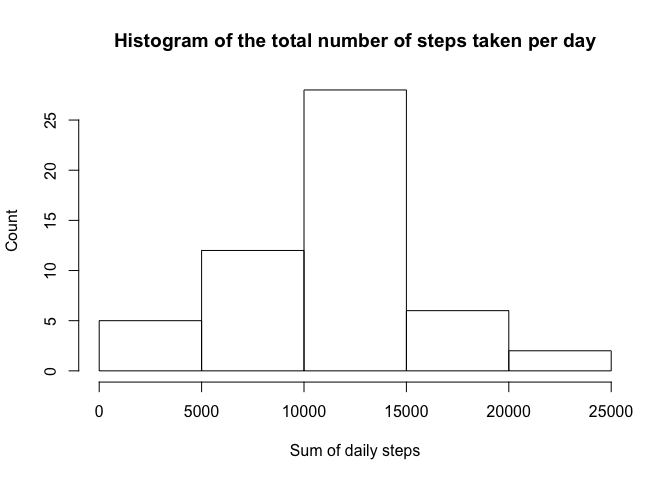 Histogram of the total number of steps taken per day
Count
25
20
15
10
5
0
0 5000 10000 15000 20000 25000
Sum of daily steps